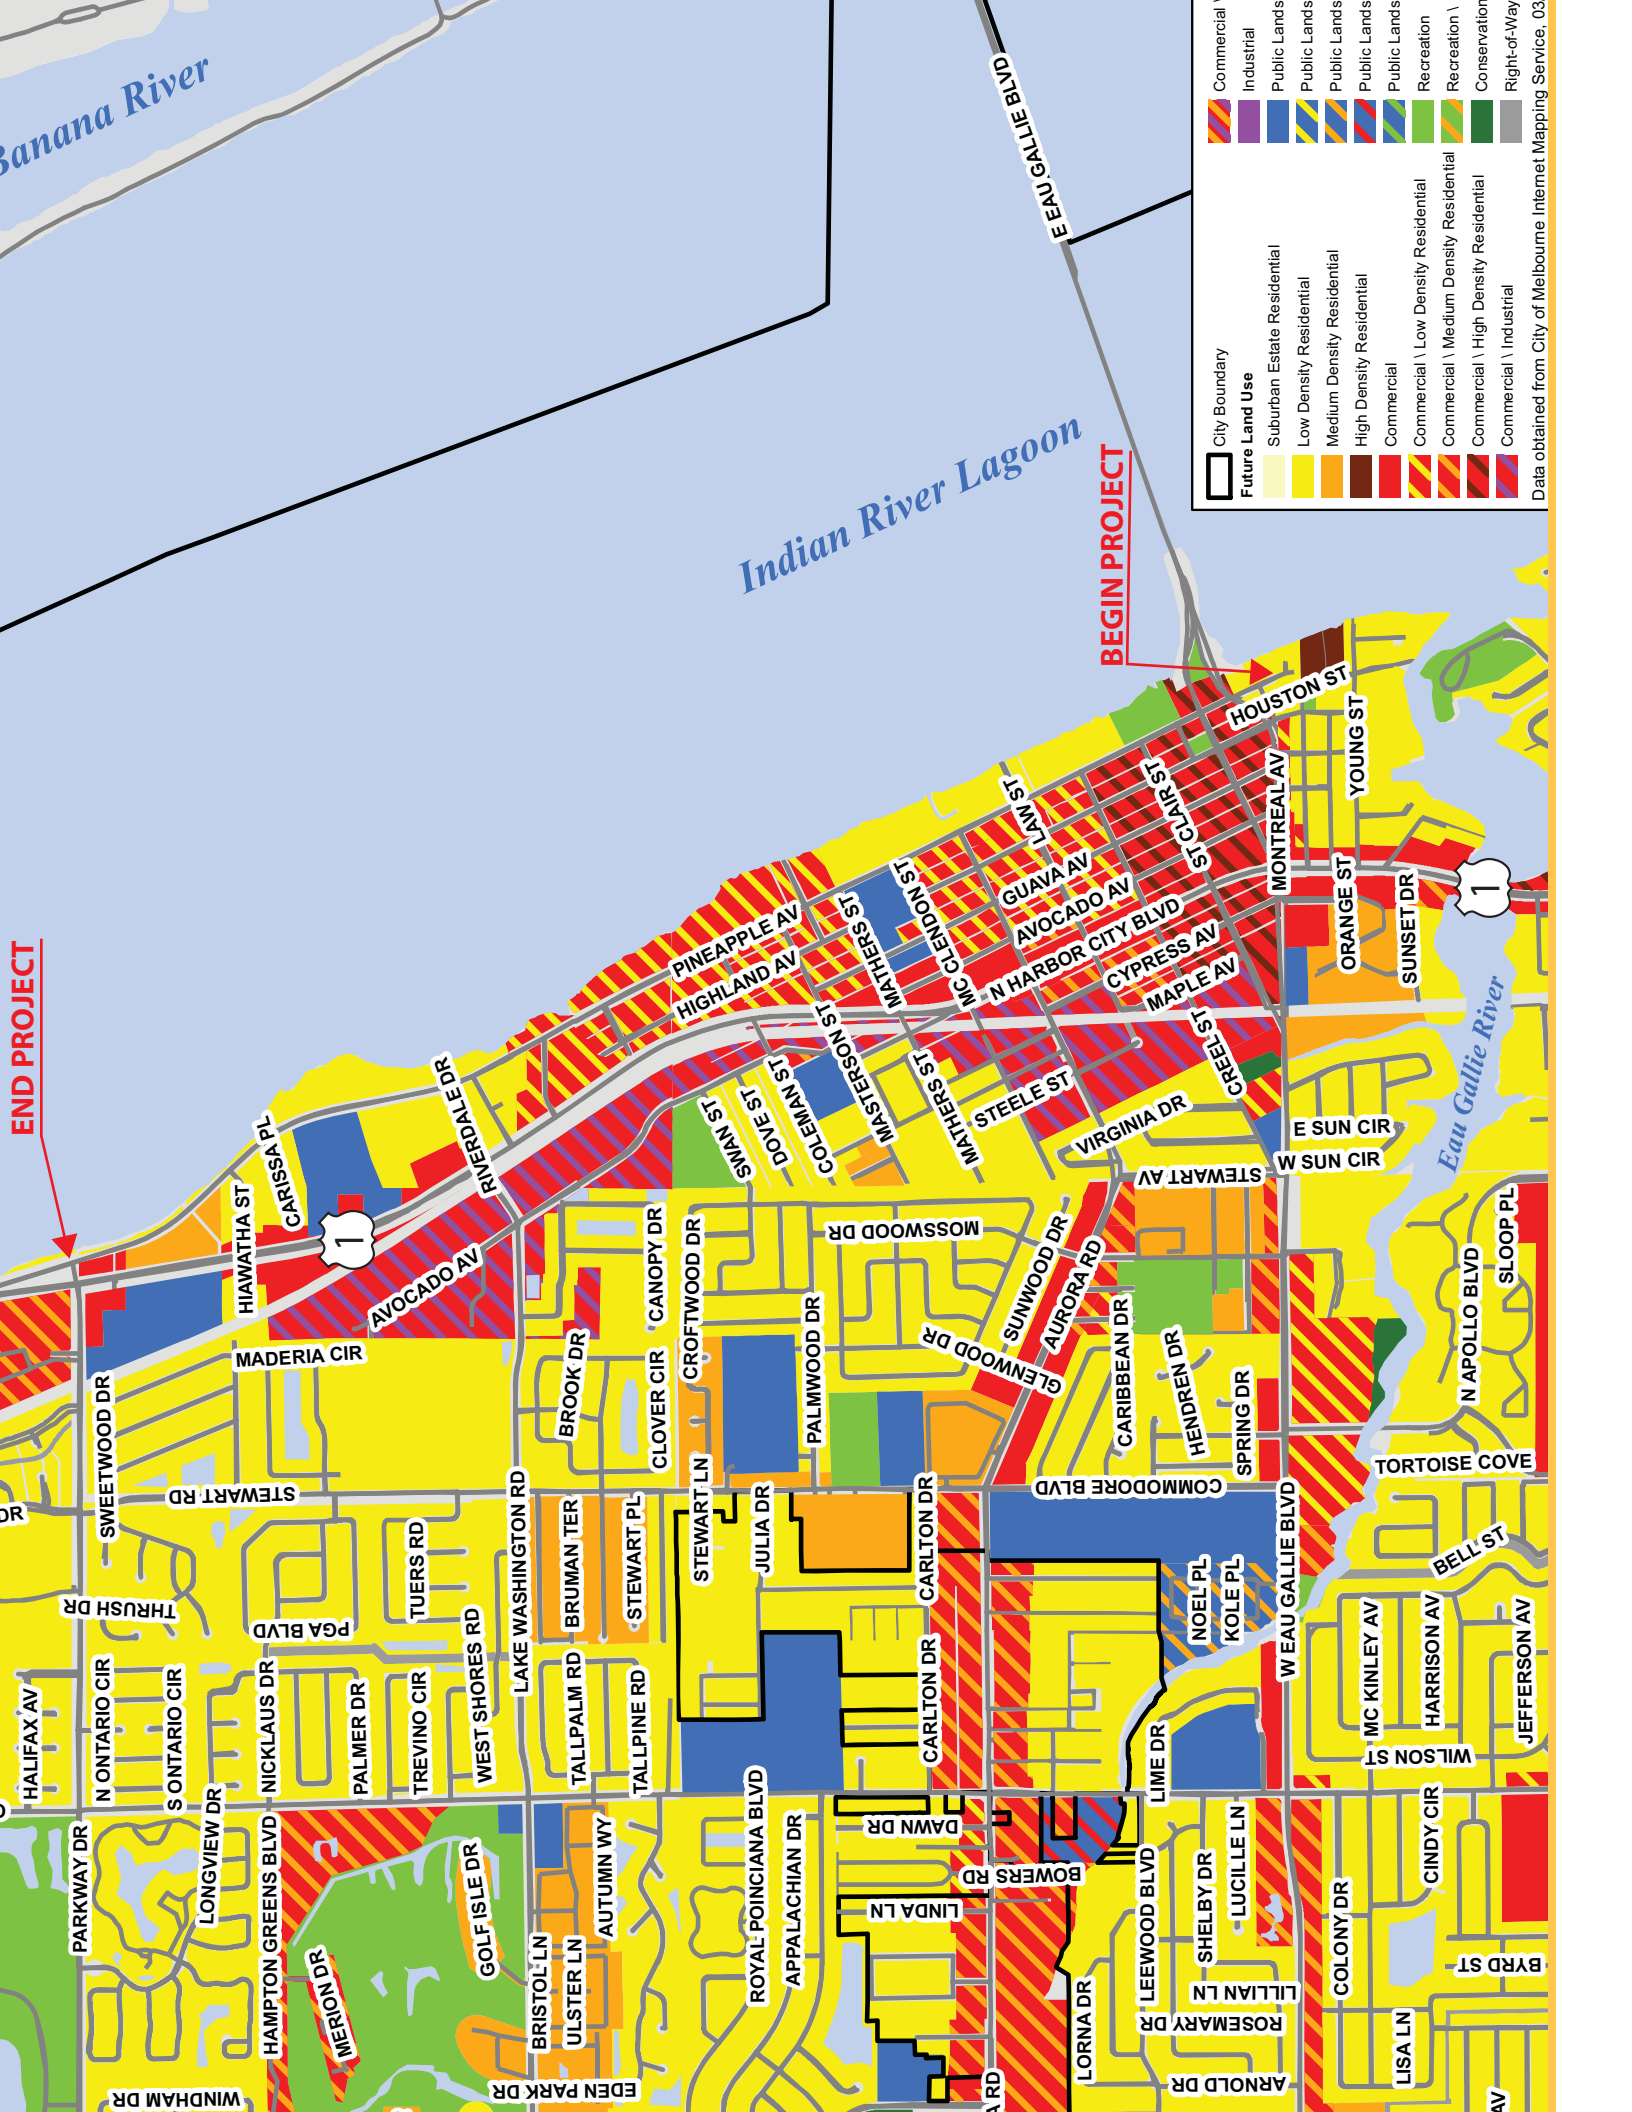 Banana River
Indian River Lagoon
Eau Gallie River
E EAU GALLIE BLVD
BEGIN PROJECT
END PROJECT
City Boundary
Future Land Use
Suburban Estate Residential
Low Density Residential
Medium Density Residential
High Density Residential
Commercial
Commercial \ Low Density Residential
Commercial \ Medium Density Residential
Commercial \ High Density Residential
Commercial \ Industrial
Commercial \
Industrial
Public Lands
Public Lands
Public Lands
Public Lands
Public Lands
Recreation
Recreation \
Conservation
Right-of-Way
Data obtained from City of Melbourne Internet Mapping Service, 03
HOUSTON ST
YOUNG ST
MONTREAL AV
ST CLAIR ST
LAW ST
GUAVA AV
AVOCADO AV
N HARBOR CITY BLVD
CYPRESS AV
MAPLE AV
ORANGE ST
SUNSET DR
1
MC CLENDON ST
MATHERS ST
PINEAPPLE AV
HIGHLAND AV
MASTERSON ST
MATHERS ST
COLEMAN ST
DOVE ST
SWAN ST
STEELE ST
CREEL ST
VIRGINIA DR
STEWART AV
E SUN CIR
W SUN CIR
RIVERDALE DR
CARISSA PL
HIAWATHA ST
1
AVOCADO AV
MADERIA CIR
SWEETWOOD DR
STEWART RD
DR
THRUSH DR
PGA BLVD
TUERS RD
LAKE WASHINGTON RD
WEST SHORES RD
BROOK DR
CANOPY DR
CROFTWOOD DR
CLOVER CIR
MOSSWOOD DR
PALMWOOD DR
SUNWOOD DR
AURORA RD
GLENWOOD DR
CARIBBEAN DR
HENDREN DR
SPRING DR
COMMODORE BLVD
SLOOP PL
N APOLLO BLVD
TORTOISE COVE
BELL ST
W EAU GALLIE BLVD
NOEL PL
KOLE PL
MC KINLEY AV
HARRISON AV
JEFFERSON AV
WILSON ST
STEWART LN
JULIA DR
CARLTON DR
CARLTON DR
BRUMAN TER
STEWART PL
TALLPALM RD
TALLPINE RD
HALIFAX AV
N ONTARIO CIR
S ONTARIO CIR
NICKLAUS DR
PALMER DR
TREVINO CIR
LONGVIEW DR
PARKWAY DR
HAMPTON GREENS BLVD
MERION DR
WINDHAM DR
GOLF ISLE DR
AUTUMN WY
BRISTOL LN
ULSTER LN
EDEN PARK DR
ROYAL POINCIANA BLVD
APPALACHIAN DR
DAWN DR
BOWERS RD
LINDA LN
LIME DR
LEEWOOD BLVD
SHELBY DR
LUCILLE LN
LILLIAN LN
ROSEMARY DR
ARNOLD DR
LORNA DR
COLONY DR
CINDY CIR
BYRD ST
LISA LN
AV